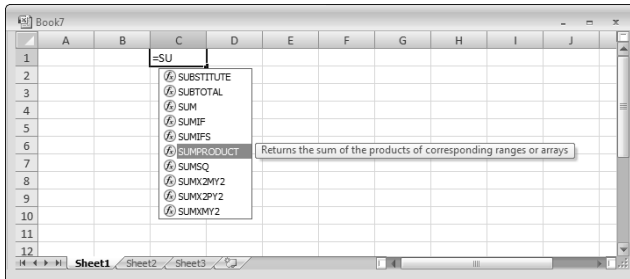 Book7
A B C D E F G H I J
1 =SU
2 SUBSTITUTE
3 SUBTOTAL
4 SUM
5 SUMIF
SUMIFS
6 SUMPRODUCT Returns the sum of the products of corresponding ranges or arrays
7 SUMSQ
8 SUMX2MY2
9 SUMX2PY2
10 SUMXMY2
11
12
Sheet1 Sheet2 Sheet3